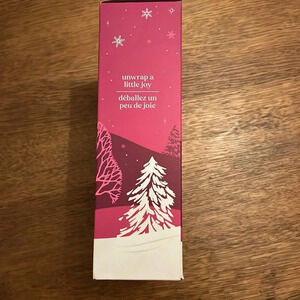 unwrap a
little joy
déballez un
peu de joie